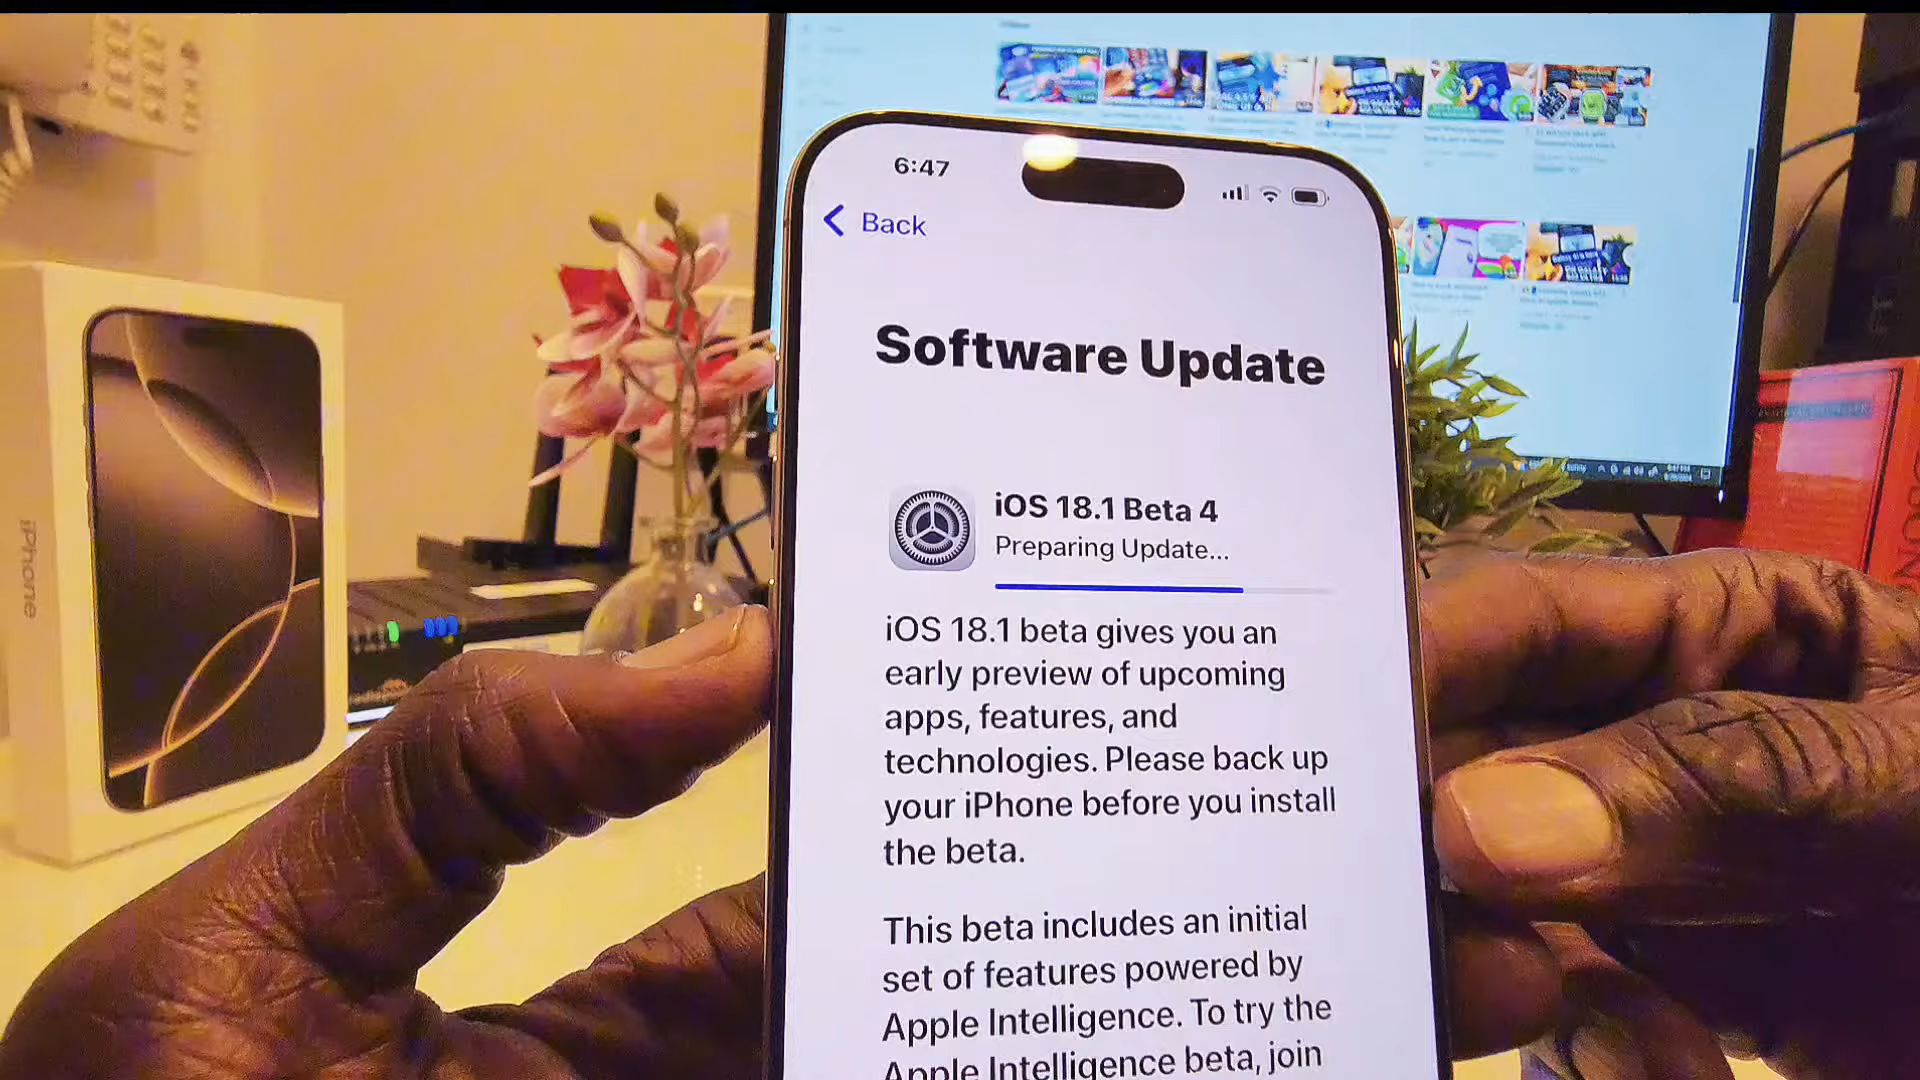 6:47
Back
Software Update
iOS 18.1 Beta 4
Preparing Update...
iOS 18.1 beta gives you an
early preview of upcoming
apps, features, and
technologies. Please back up
your iPhone before you install
the beta.
This beta includes an initial
set of features powered by
Apple Intelligence. To try the
Apple Intelligence beta, join
iPhone